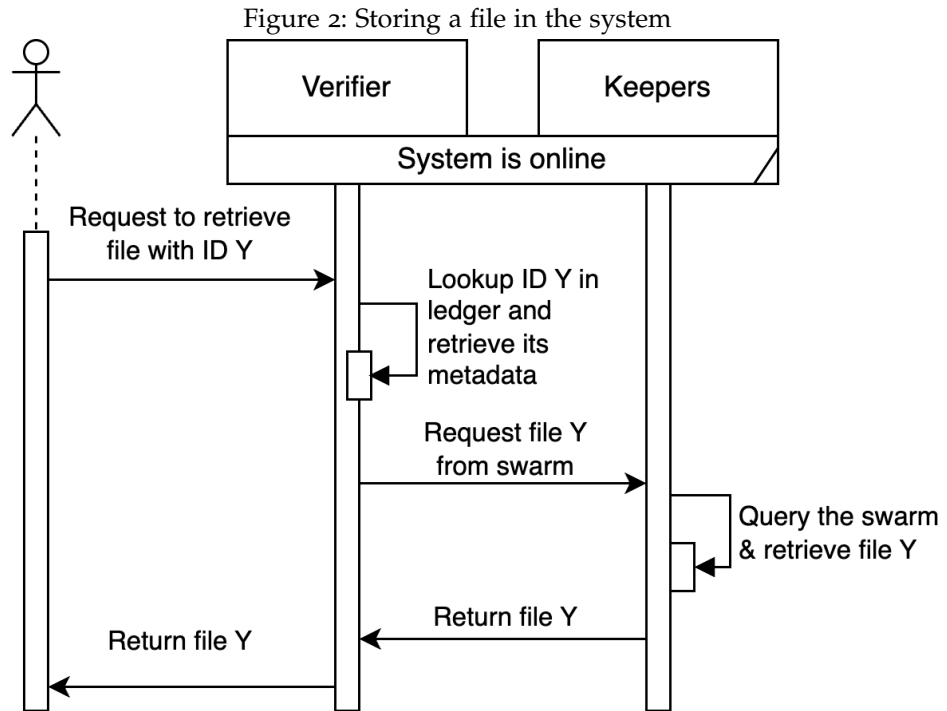 Figure 2: Storing a file in the system
Verifier
Keepers
System is online
Request to retrieve
file with ID Y
Lookup ID Y in
ledger and
retrieve its
metadata
Request file Y
from swarm
Query the swarm
& retrieve file Y
Return file Y
Return file Y